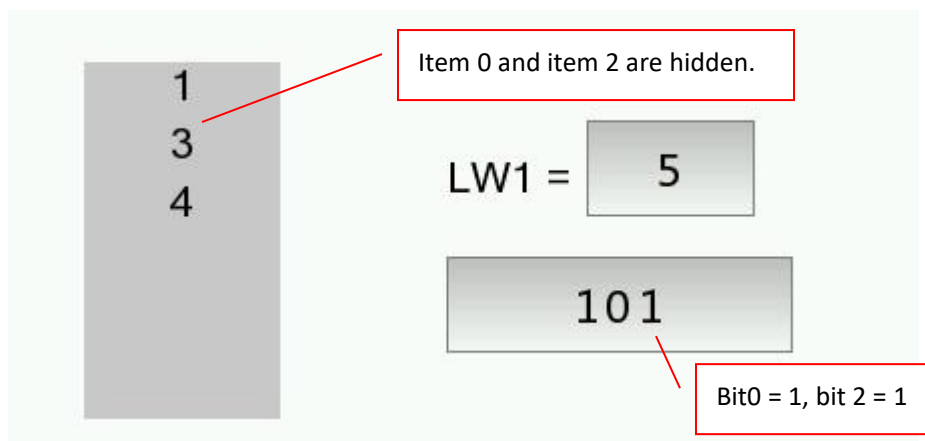 Item 0 and item 2 are hidden.
1
3
4
LW1 = 5
101
Bit0 = 1, bit 2 = 1